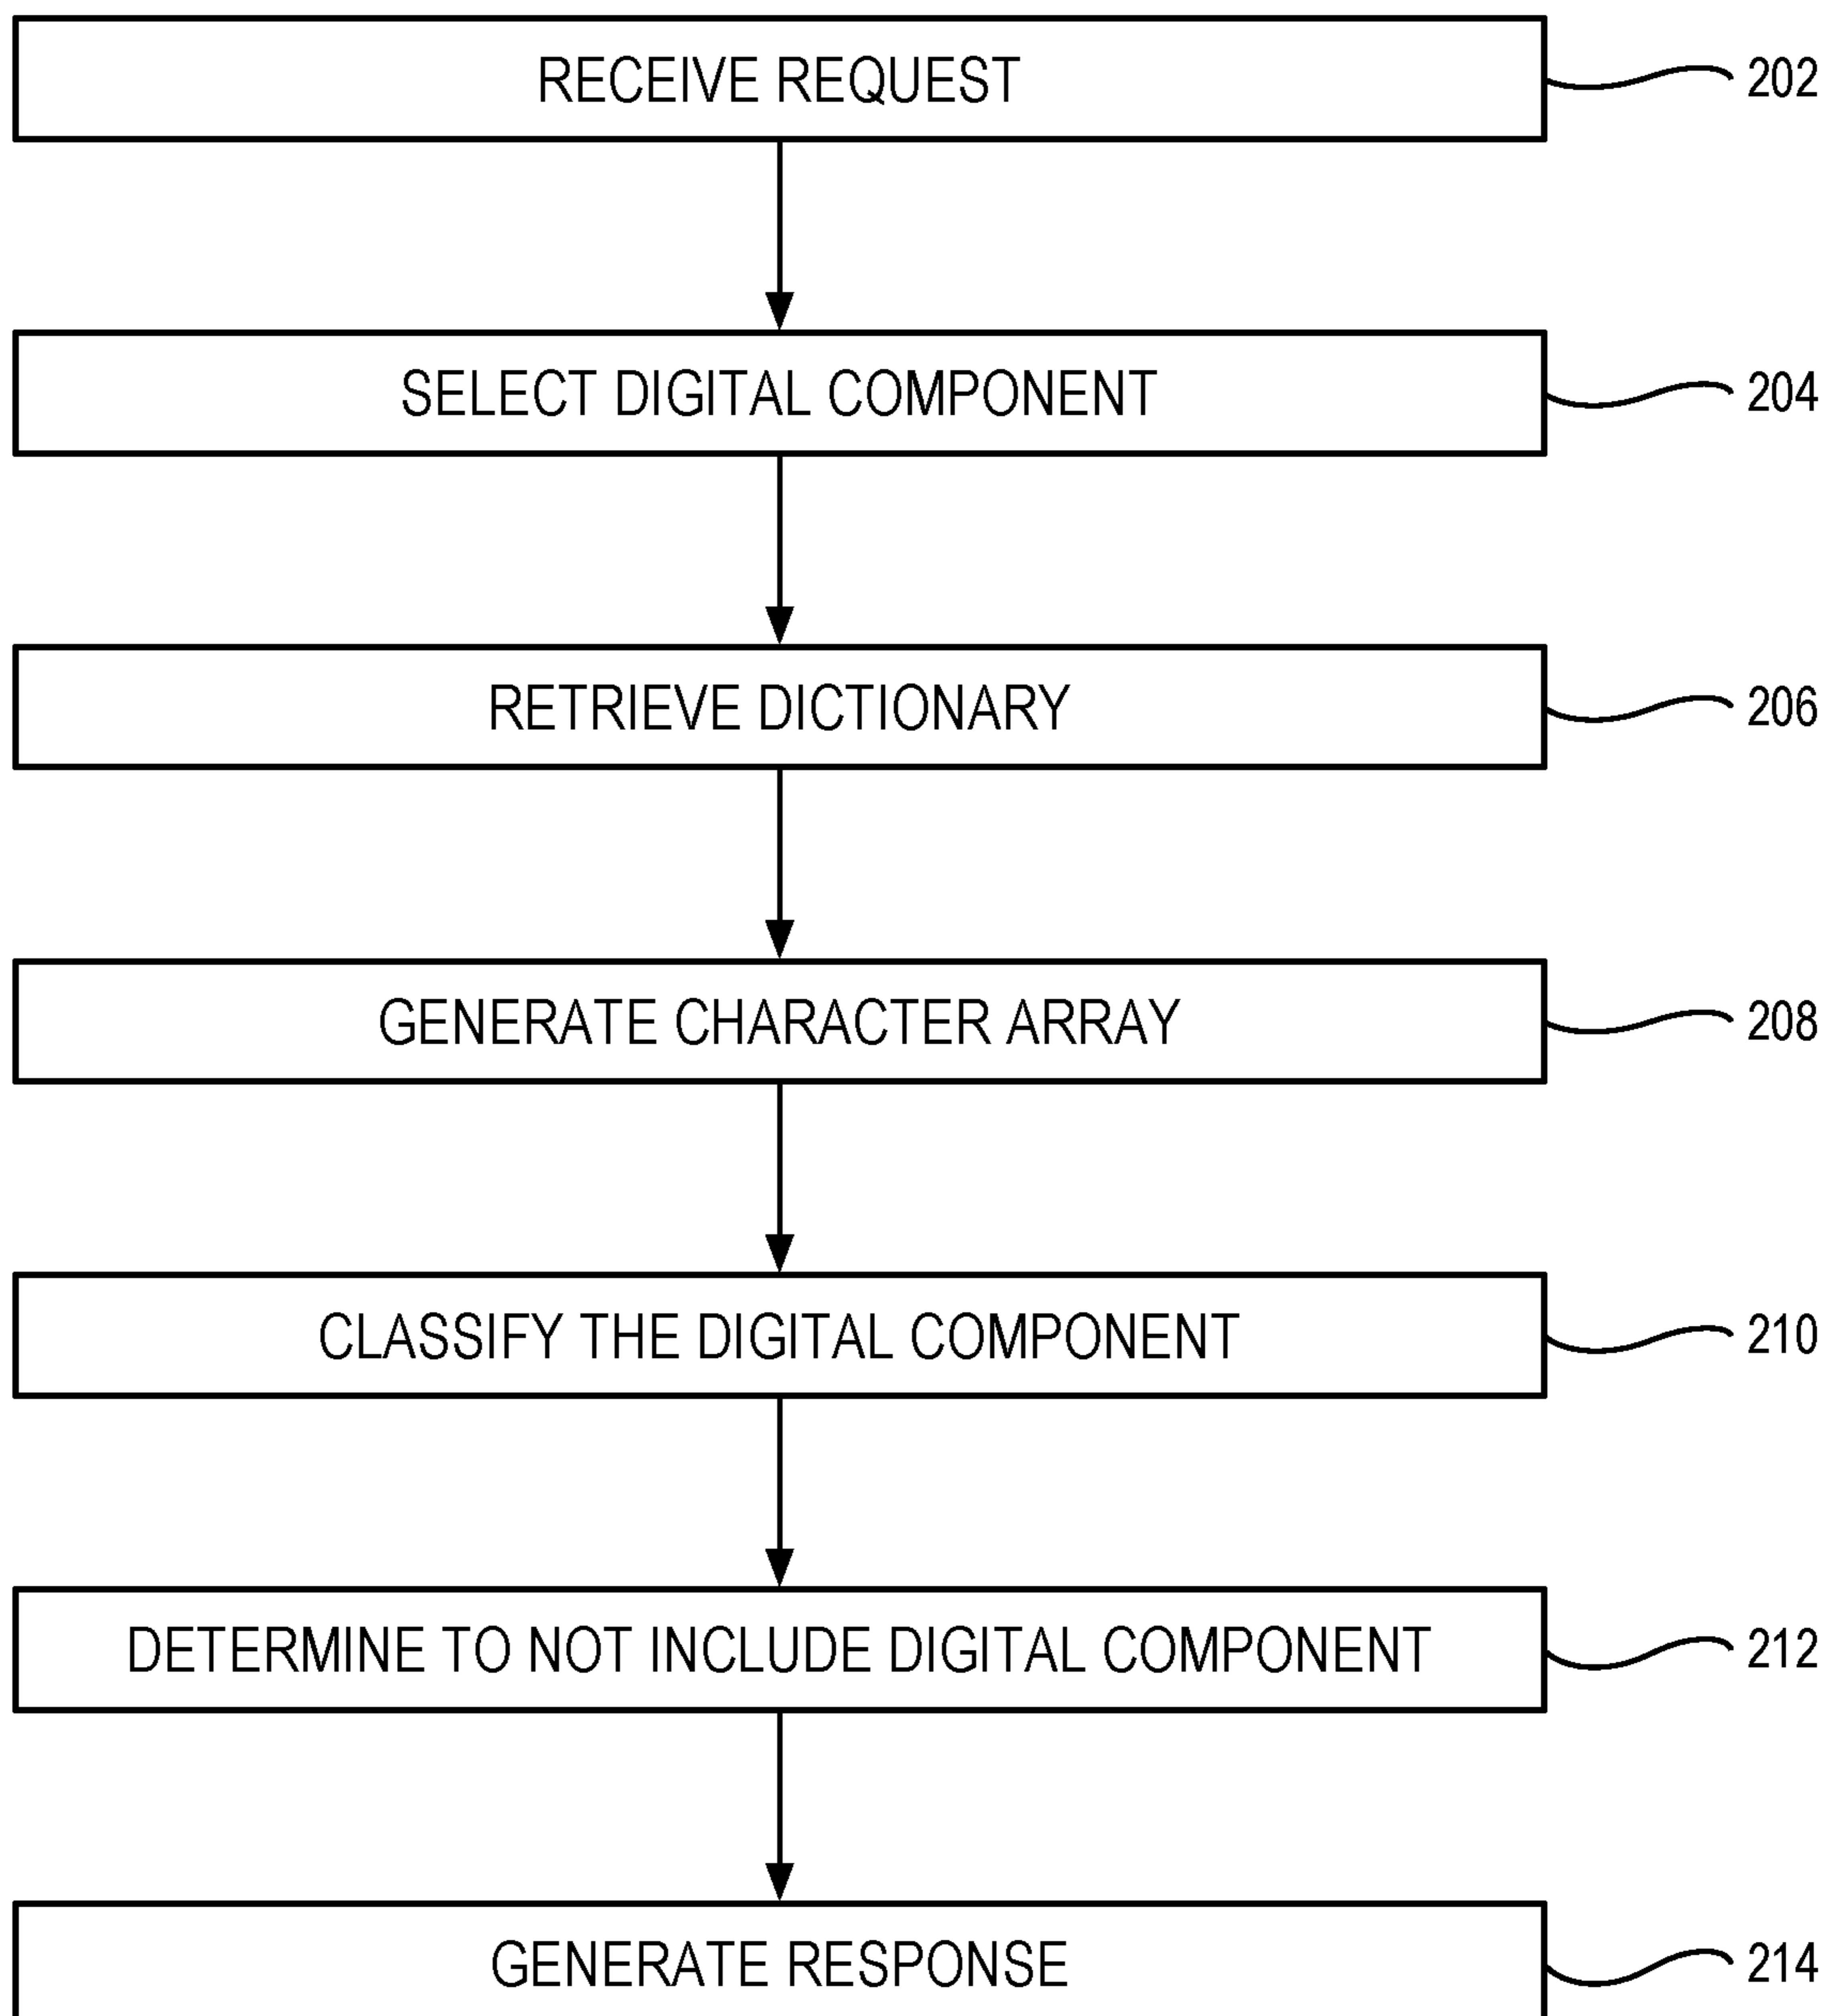 RECEIVE REQUEST 202
SELECT DIGITAL COMPONENT 204
RETRIEVE DICTIONARY 206
GENERATE CHARACTER ARRAY 208
CLASSIFY THE DIGITAL COMPONENT 210
DETERMINE TO NOT INCLUDE DIGITAL COMPONENT 212
GENERATE RESPONSE 214